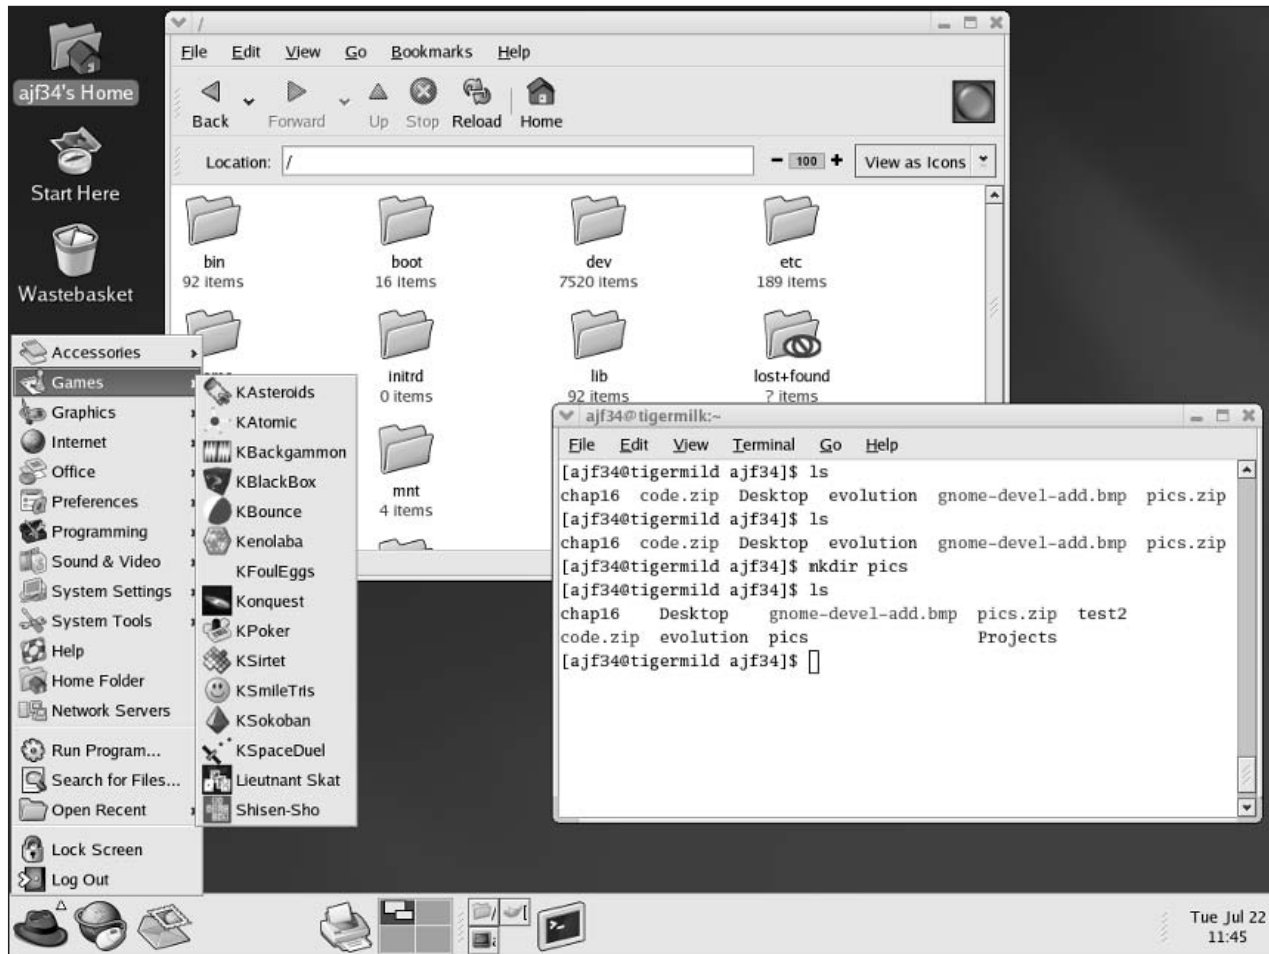 ajf34's Home
Start Here
Wastebasket
/
File Edit View Go Bookmarks Help
Back Forward Up Stop Reload Home
Location: / 100 View as Icons
bin
92 items
boot
16 items
dev
7520 items
etc
189 items
initrd
0 items
lib
92 items
lost+found
? items
mnt
4 items
Accessories
Games
Graphics
Internet
Office
Preferences
Programming
Sound & Video
System Settings
System Tools
Help
Home Folder
Network Servers
Run Program...
Search for Files...
Open Recent
Lock Screen
Log Out
KAsteroids
KAtomic
KBackgammon
KBlackBox
KBounce
Kenolaba
KFoulEggs
Konquest
KPoker
KSirtet
KSmileTris
KSokoban
KSpaceDuel
Lieutnant Skat
Shisen-Sho
ajf34@tigermilk:~
File Edit View Terminal Go Help
[ajf34@tigermild ajf34]$ ls
chap16 code.zip Desktop evolution gnome-devel-add.bmp pics.zip
[ajf34@tigermild ajf34]$ ls
chap16 code.zip Desktop evolution gnome-devel-add.bmp pics.zip
[ajf34@tigermild ajf34]$ mkdir pics
[ajf34@tigermild ajf34]$ ls
chap16 Desktop gnome-devel-add.bmp pics.zip test2
code.zip evolution pics Projects
[ajf34@tigermild ajf34]$
Tue Jul 22
11:45